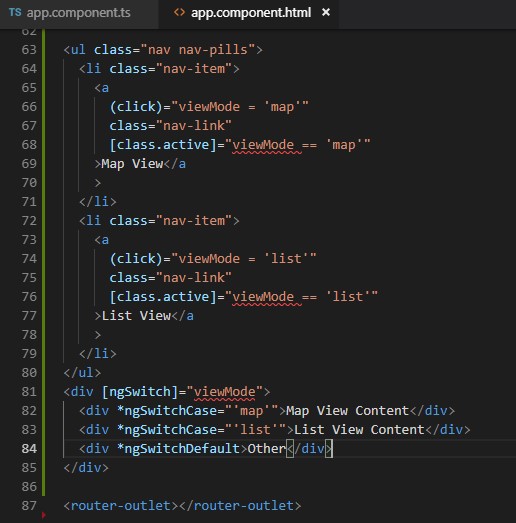 TS app.component.ts <> app.component.html ×
62
63 <ul class="nav nav-pills">
64 <li class="nav-item">
65 <a
66 (click)="viewMode = 'map'"
67 class="nav-link"
68 [class.active]="viewMode == 'map'"
69 >Map View</a
70 >
71 </li>
72 <li class="nav-item">
73 <a
74 (click)="viewMode = 'list'"
75 class="nav-link"
76 [class.active]="viewMode == 'list'"
77 >List View</a
78 >
79 </li>
80 </ul>
81 <div [ngSwitch]="viewMode">
82 <div *ngSwitchCase="'map'">Map View Content</div>
83 <div *ngSwitchCase="'list'">List View Content</div>
84 <div *ngSwitchDefault>Other</div>
85 </div>
86
87 <router-outlet></router-outlet>